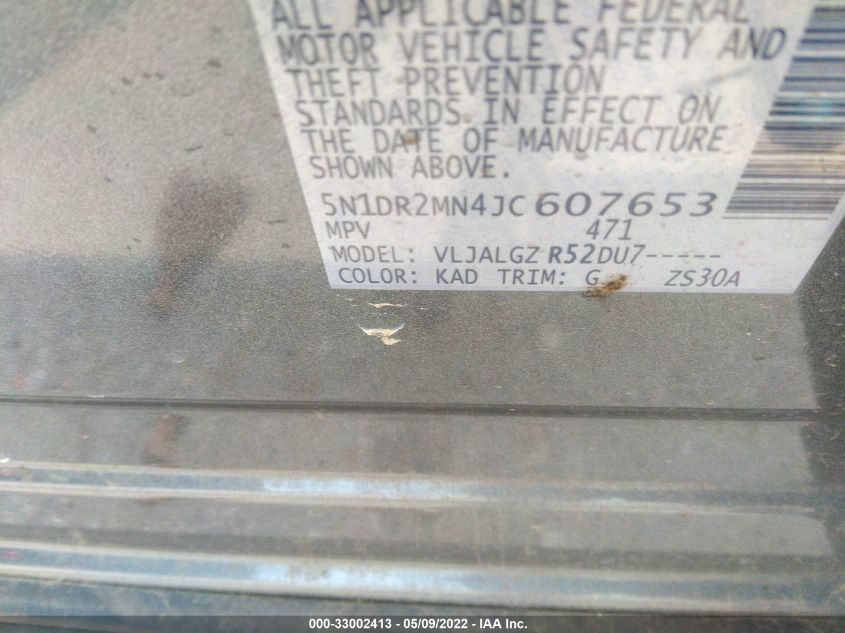 ALL APPLICABLE FEDERAL
MOTOR VEHICLE SAFETY AND
THEFT PREVENTION
STANDARDS IN EFFECT ON
THE DATE OF MANUFACTURE
SHOWN ABOVE.
5N1DR2MN4JC607653
MPV 471
MODEL: VLJALGZ R52DU7-----
COLOR: KAD TRIM: G ZS30A
000-33002413 - 05/09/2022 - IAA Inc.